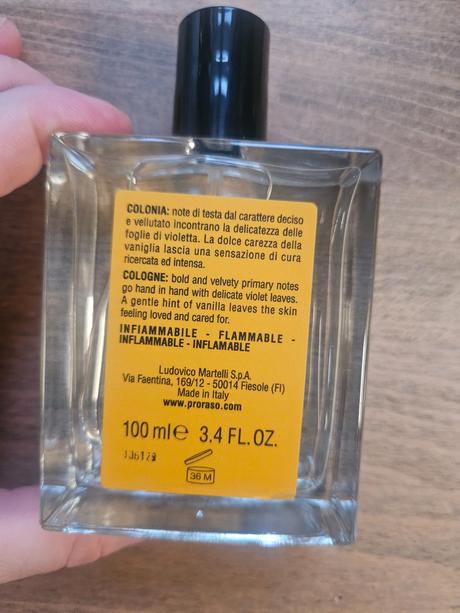 COLONIA: note di testa dal carattere deciso
e vellutato incontrano la delicatezza delle
foglie di violetta. La dolce carezza della
vaniglia lascia una sensazione di cura
ricercata ed intensa.
COLOGNE: bold and velvety primary notes
go hand in hand with delicate violet leaves.
A gentle hint of vanilla leaves the skin
feeling loved and cared for.
INFIAMMABILE - FLAMMABLE -
INFLAMMABLE - INFLAMABLE
Ludovico Martelli S.p.A.
Via Faentina, 169/12 - 50014 Fiesole (FI)
Made in Italy
www.proraso.com
100 ml℮ 3.4 FL.OZ.
36 M